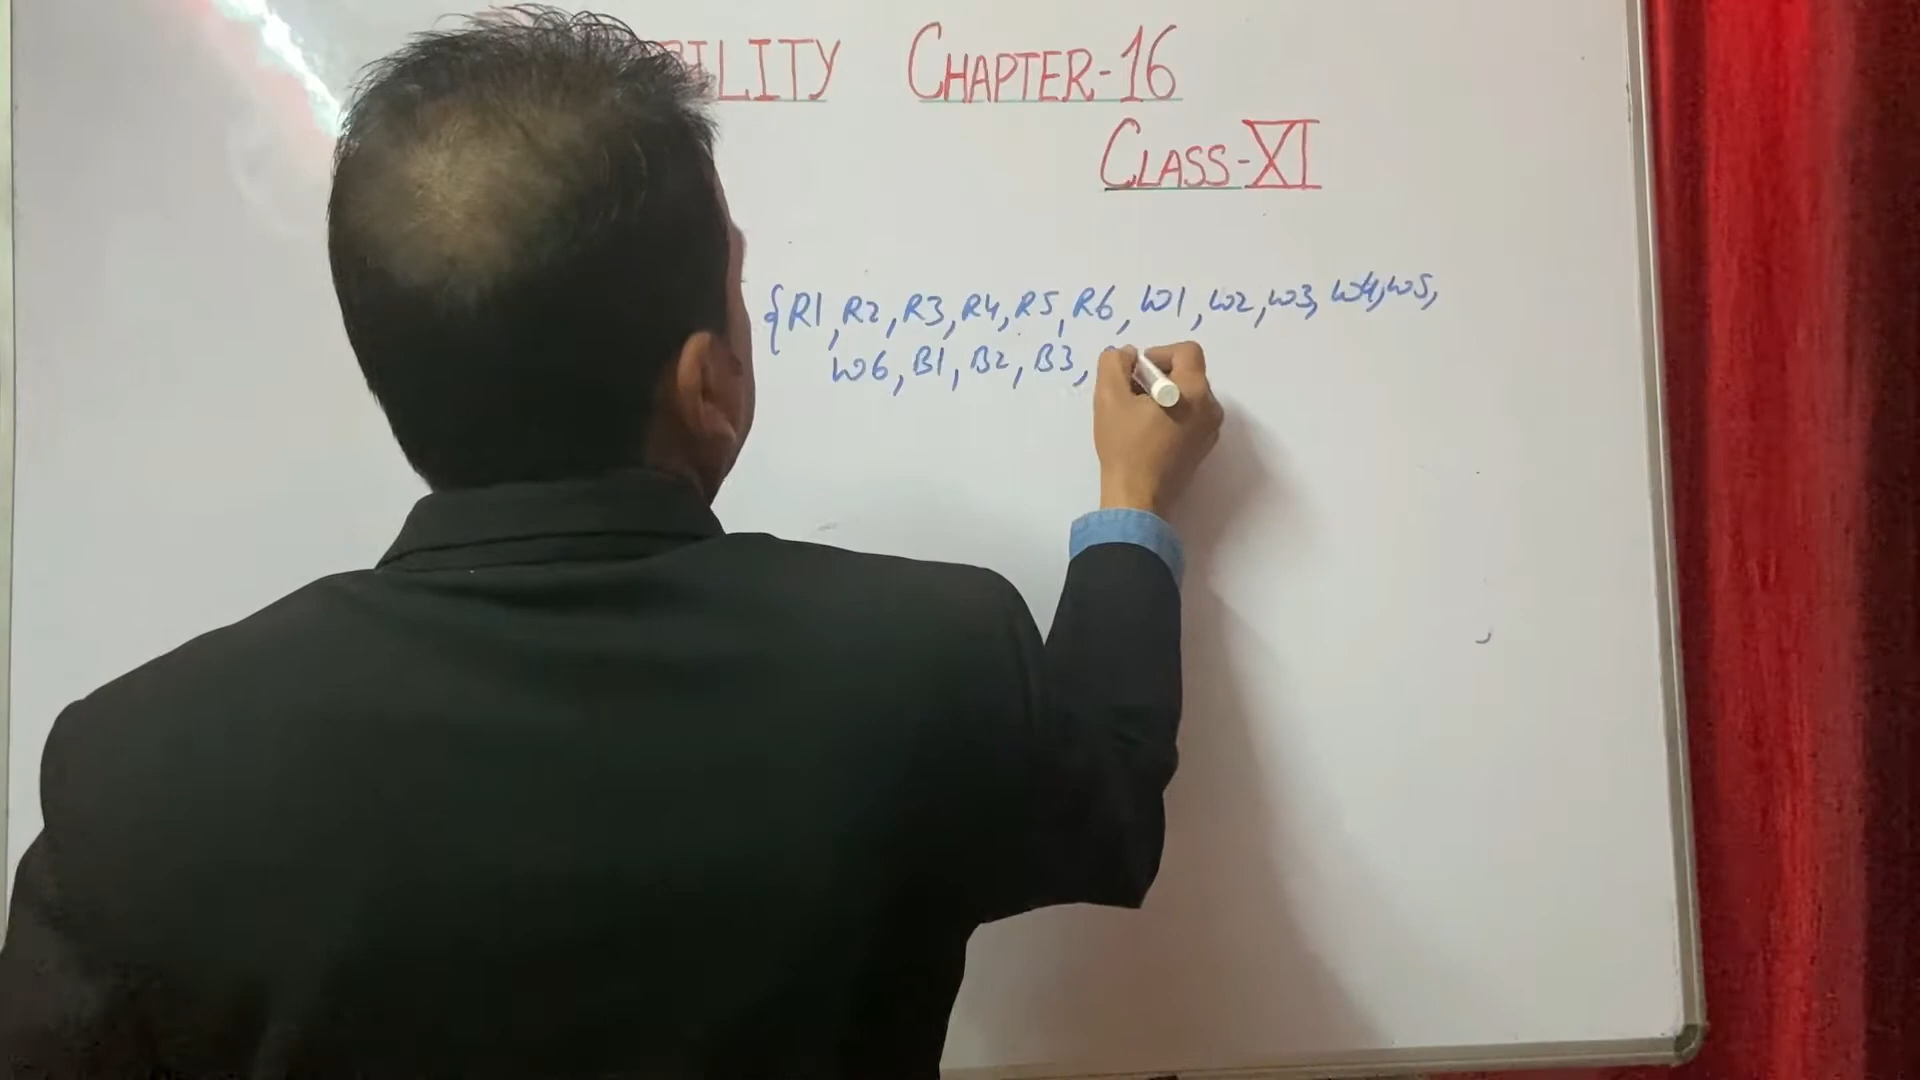 BILITY CHAPTER-16
CLASS-XI
{R1, R2, R3, R4, R5, R6, W1, W2, W3, W4, W5,
W6, B1, B2, B3,